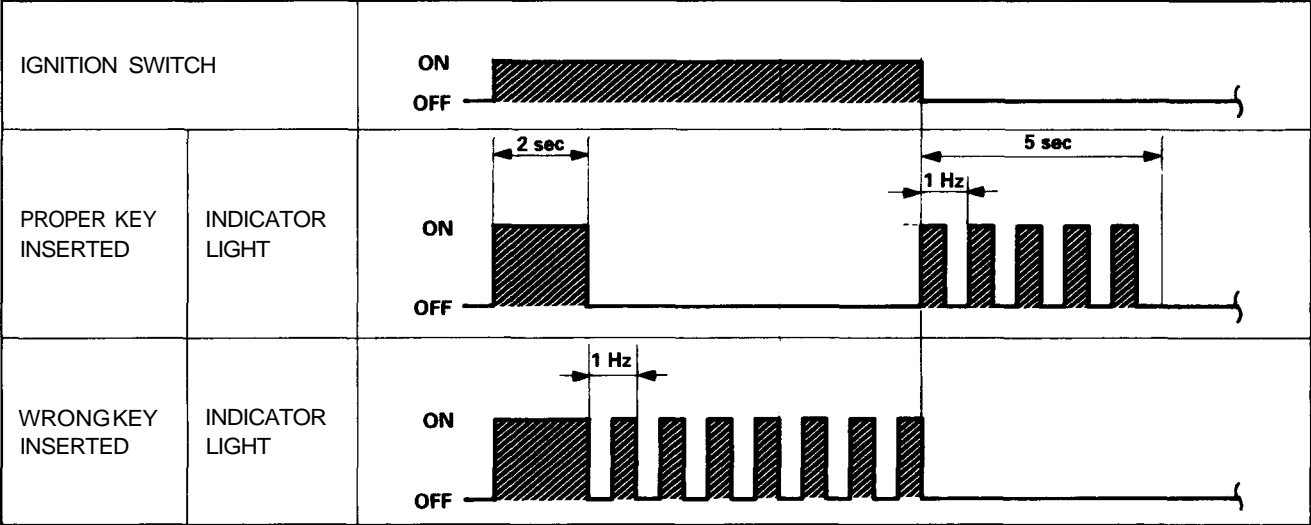 IGNITION SWITCH
ON
OFF
2 sec
5 sec
1 Hz
PROPER KEY
INSERTED
INDICATOR
LIGHT
ON
OFF
1 Hz
WRONGKEY
INSERTED
INDICATOR
LIGHT
ON
OFF